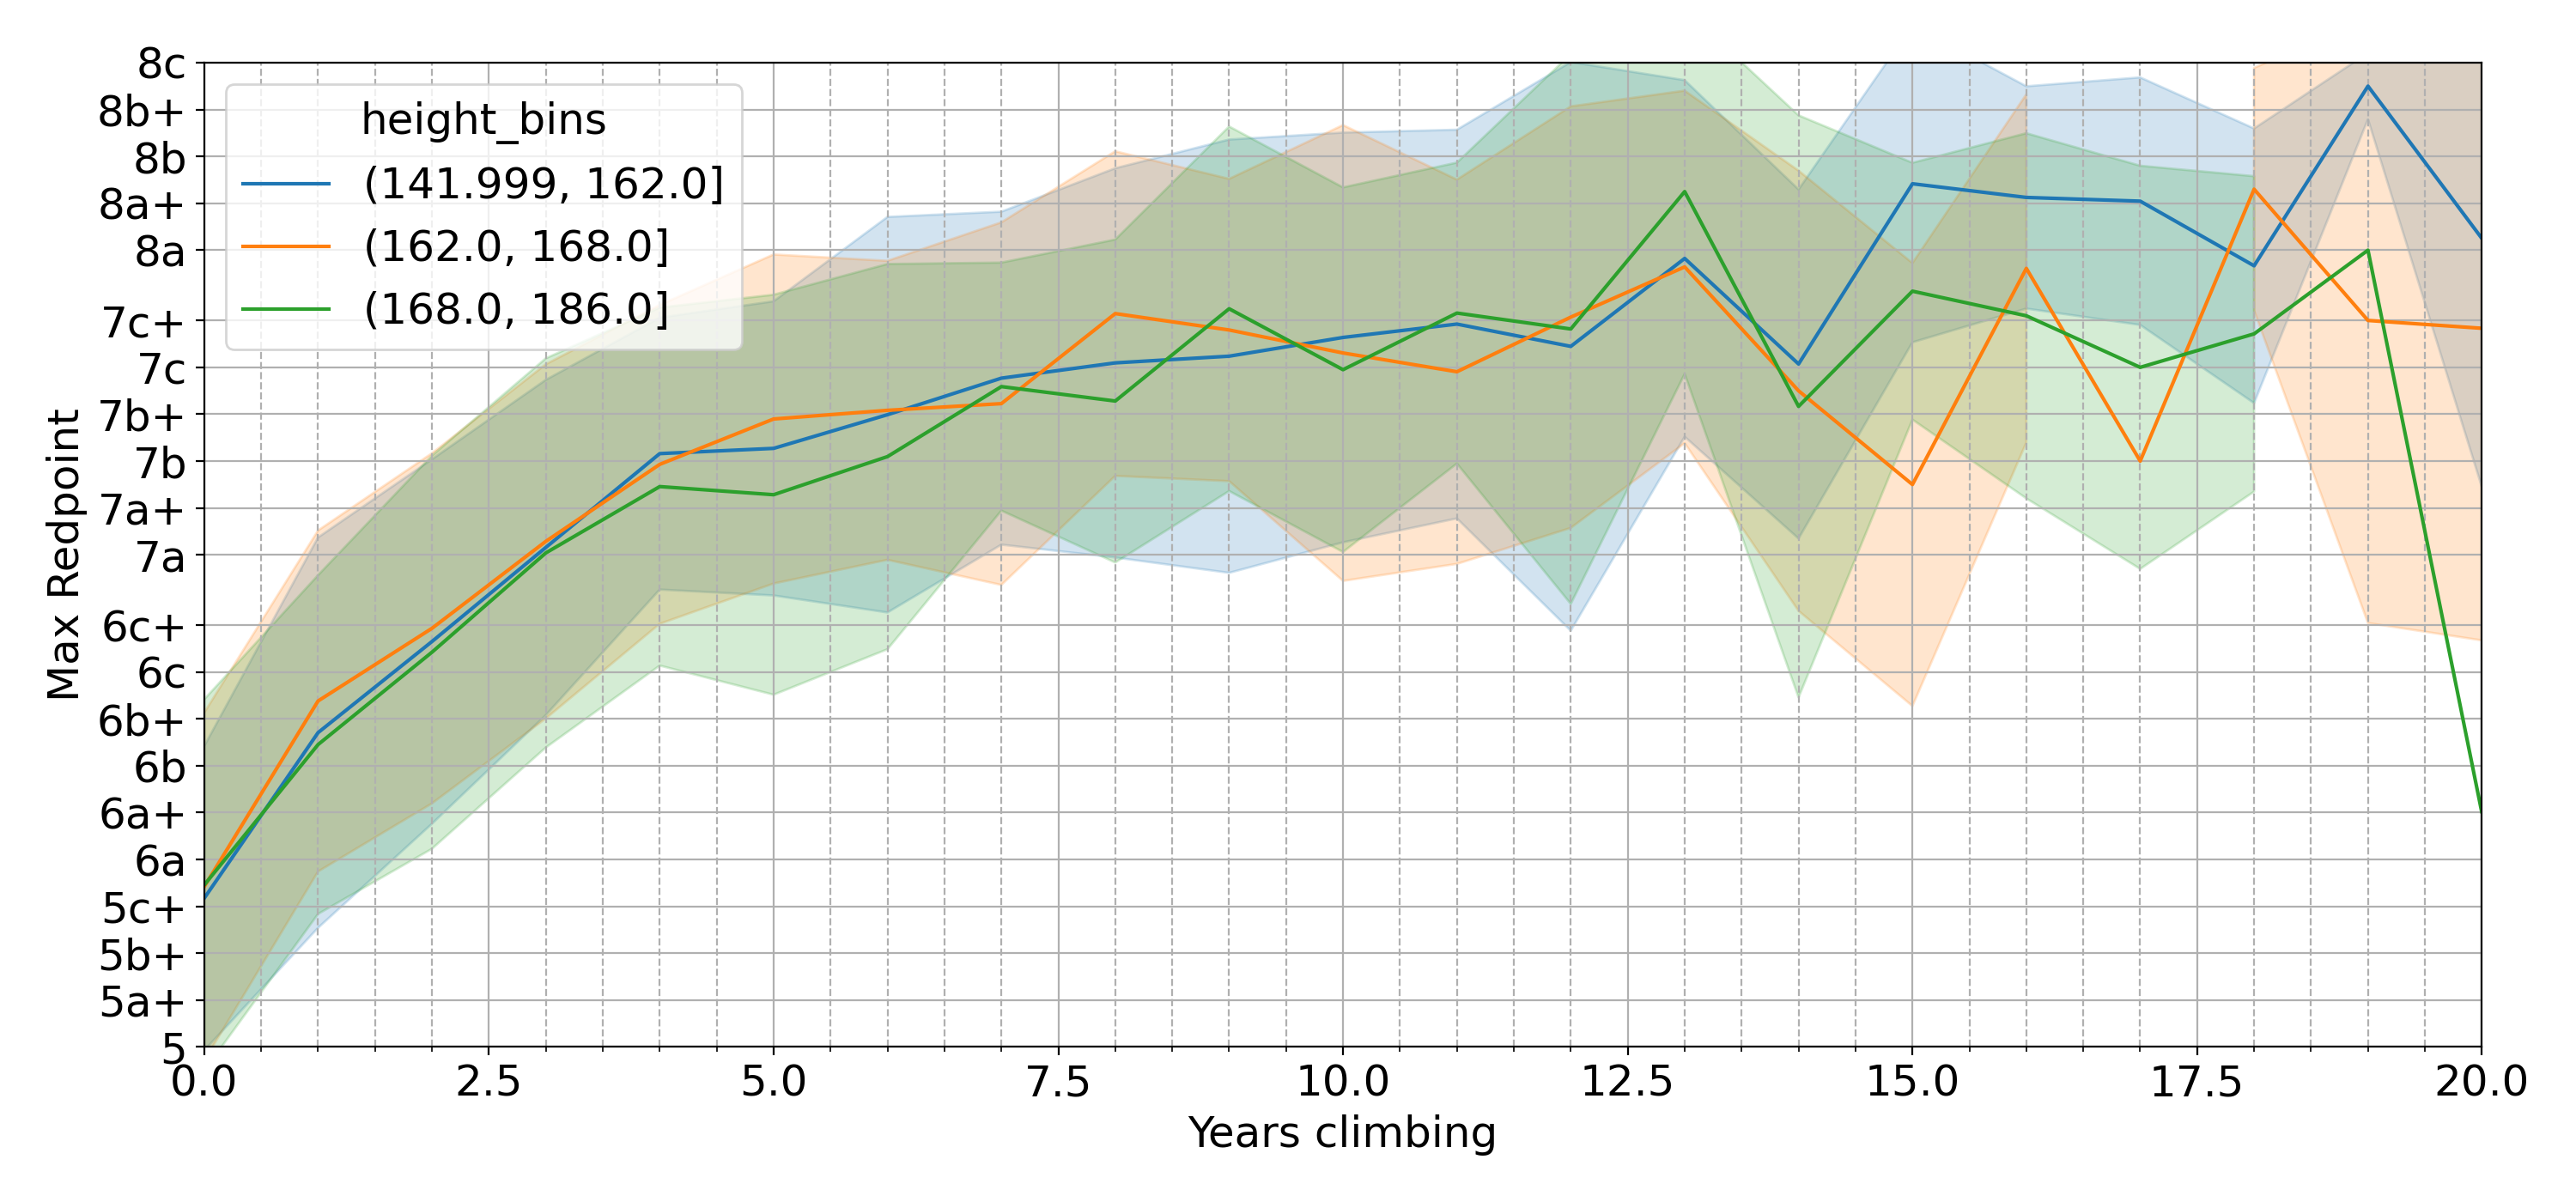 8c
8b+
8b
8a+
8a
7c+
7c
7b+
7b
7a+
7a
6c+
6c
6b+
6b
6a+
6a
5c+
5b+
5a+
5
Max Redpoint
height_bins
(141.999, 162.0]
(162.0, 168.0]
(168.0, 186.0]
0.0 2.5 5.0 7.5 10.0 12.5 15.0 17.5 20.0
Years climbing